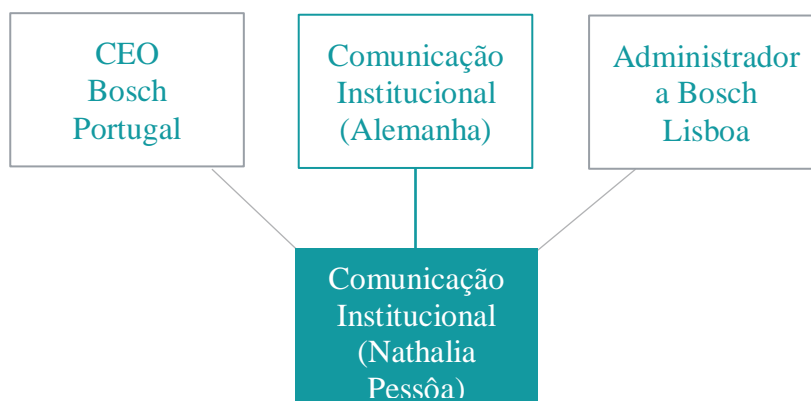 CEO
Bosch
Portugal
Comunicação
Institucional
(Alemanha)
Administrador
a Bosch
Lisboa
Comunicação
Institucional
(Nathalia
Pessôa)